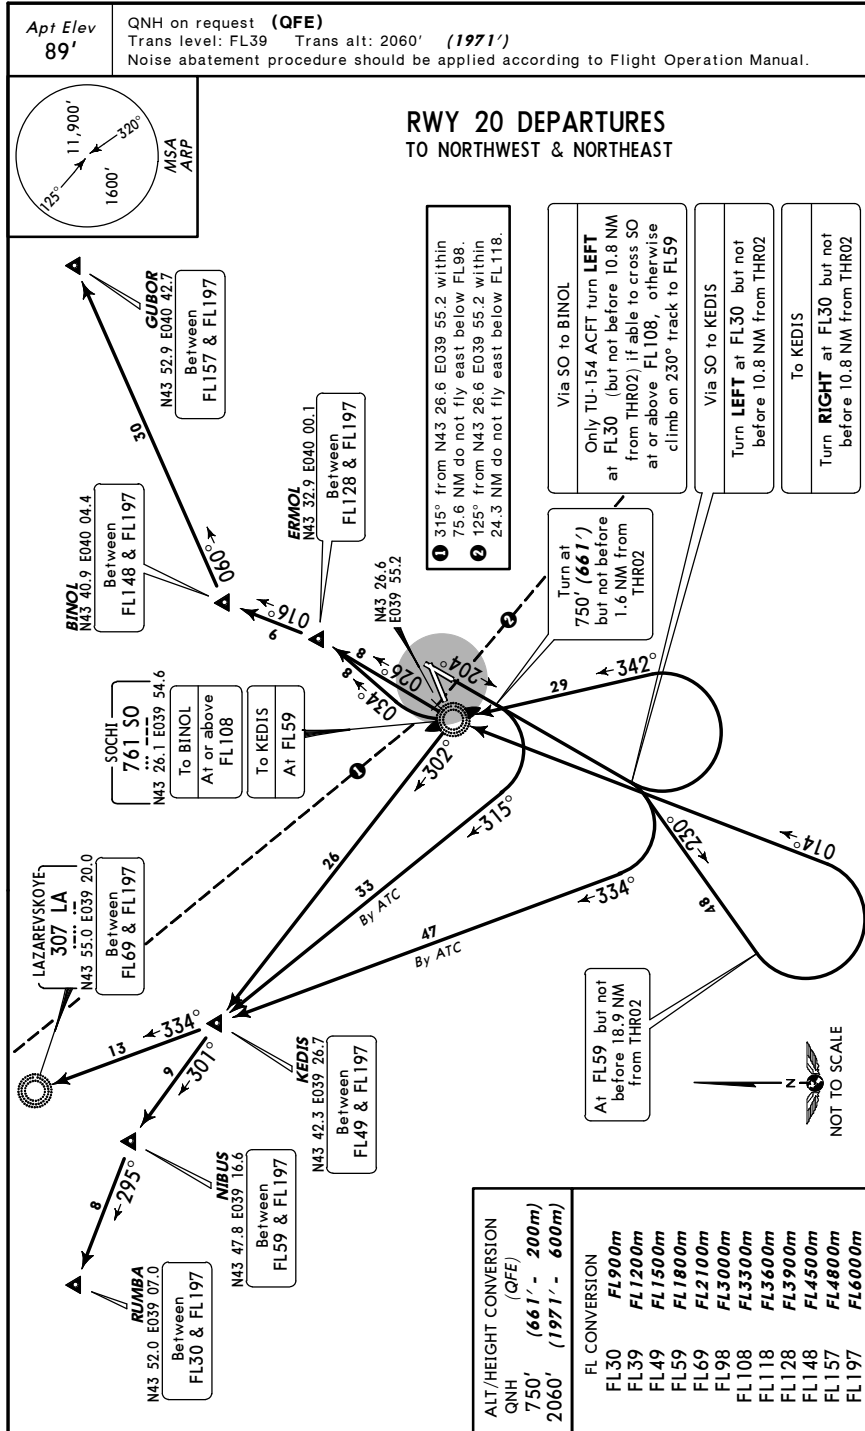 Apt Elev
89'
QNH on request (QFE)
Trans level: FL39 Trans alt: 2060' (1971')
Noise abatement procedure should be applied according to Flight Operation Manual.
RWY 20 DEPARTURES
TO NORTHWEST & NORTHEAST
11,900'
320°
125°
1600'
MSA
ARP
GUBOR
N43 52.9 E040 42.7
Between
FL157 & FL197
30
060°
BINOL
N43 40.9 E040 04.4
Between
FL148 & FL197
016°
9
ERMOL
N43 32.9 E040 00.1
Between
FL128 & FL197
1 315° from N43 26.6 E039 55.2 within
75.6 NM do not fly east below FL98.
2 125° from N43 26.6 E039 55.2 within
24.3 NM do not fly east below FL118.
Via SO to BINOL
Only TU-154 ACFT turn LEFT
at FL30 (but not before 10.8 NM
from THR02) if able to cross SO
at or above FL108, otherwise
climb on 230° track to FL59
Via SO to KEDIS
Turn LEFT at FL30 but not
before 10.8 NM from THR02
To KEDIS
Turn RIGHT at FL30 but not
before 10.8 NM from THR02
N43 26.6
E039 55.2
Turn at
750' (661')
but not before
1.6 NM from
THR02
2
SOCHI
761 SO
N43 26.1 E039 54.6
To BINOL
At or above
FL108
To KEDIS
At FL59
8
026°
8
034°
204°
342°
29
1
302°
26
315°
33
By ATC
334°
47
By ATC
230°
48
014°
At FL59 but not
before 18.9 NM
from THR02
LAZAREVSKOYE
307 LA
N43 55.0 E039 20.0
Between
FL69 & FL197
334°
13
301°
9
KEDIS
N43 42.3 E039 26.7
Between
FL49 & FL197
NIBUS
N43 47.8 E039 16.6
Between
FL59 & FL197
295°
8
RUMBA
N43 52.0 E039 07.0
Between
FL30 & FL197
N
NOT TO SCALE
ALT/HEIGHT CONVERSION
QNH (QFE)
750' (661' - 200m)
2060' (1971' - 600m)
FL CONVERSION
FL30 FL900m
FL39 FL1200m
FL49 FL1500m
FL59 FL1800m
FL69 FL2100m
FL98 FL3000m
FL108 FL3300m
FL118 FL3600m
FL128 FL3900m
FL148 FL4500m
FL157 FL4800m
FL197 FL6000m